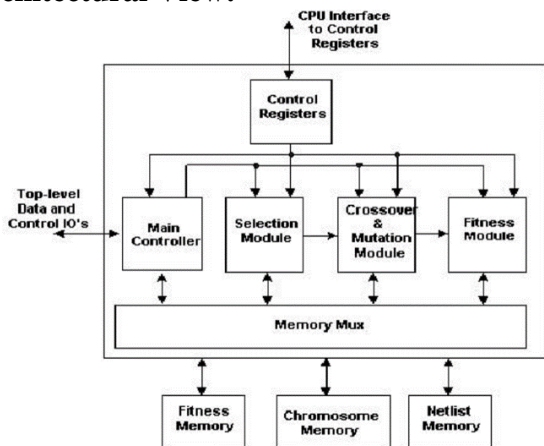 CPU Interface
to Control
Registers
Control
Registers
Top-level
Data and
Control IO's
Main
Controller
Selection
Module
Crossover
&
Mutation
Module
Fitness
Module
Memory Mux
Fitness
Memory
Chromosome
Memory
Netlist
Memory